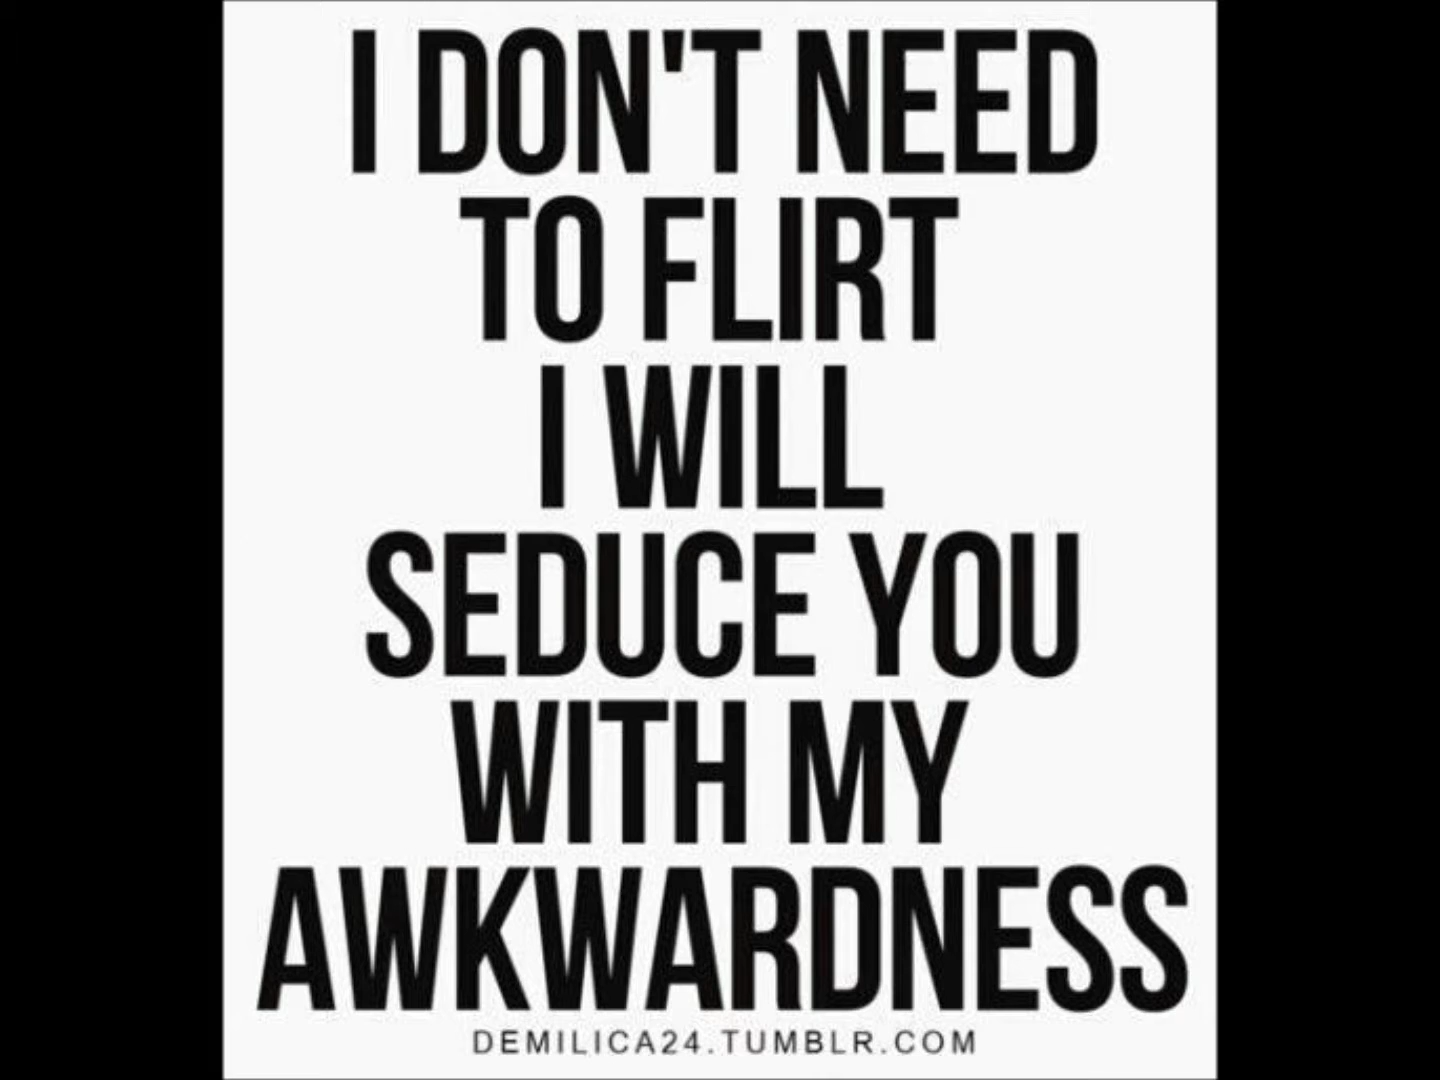 I DON'T NEED
TO FLIRT
I WILL
SEDUCE YOU
WITH MY
AWKWARDNESS
DEMILICA24.TUMBLR.COM